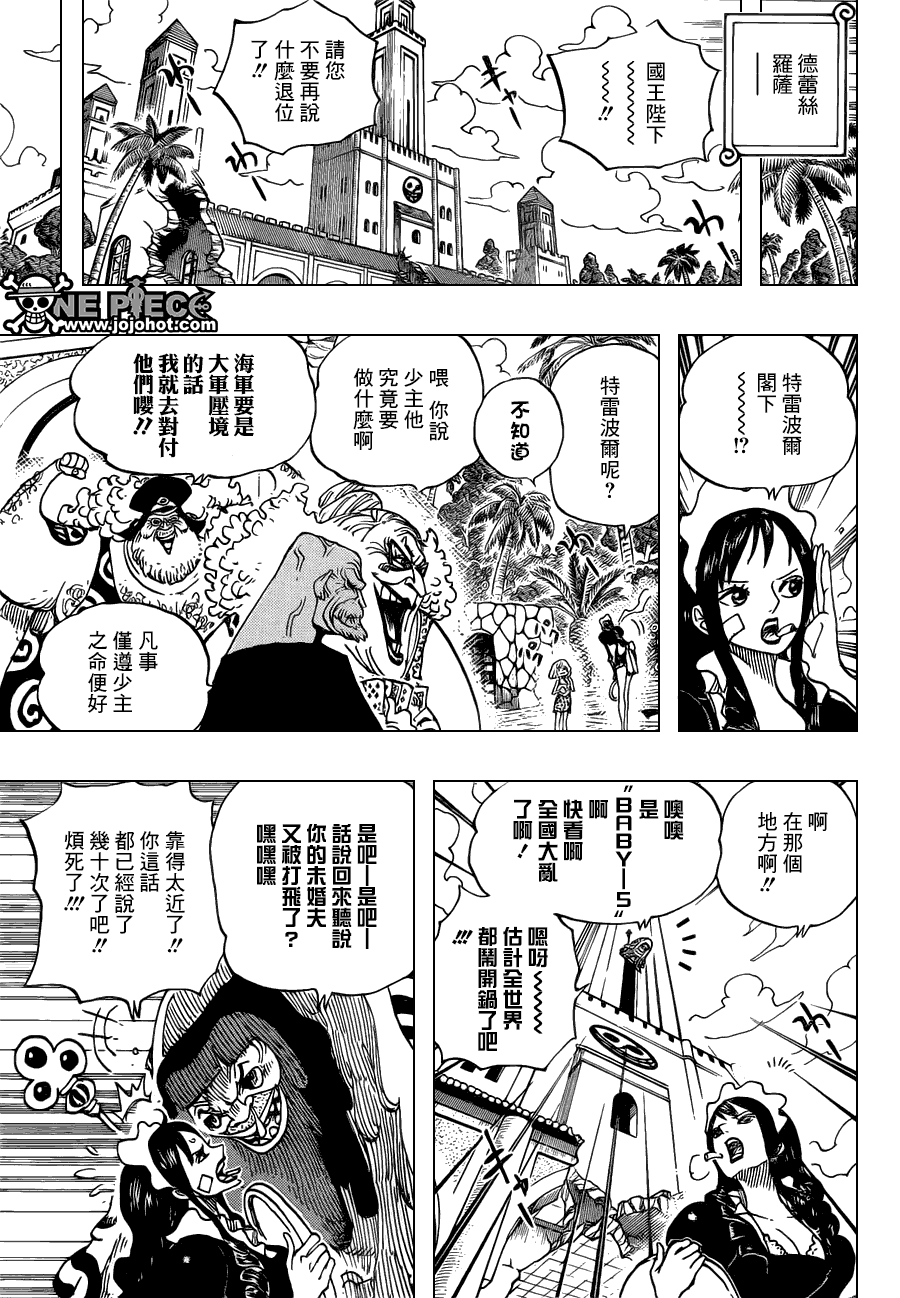 德蕾絲
羅薩
國王陛下
〜〜〜!!
請您
不要再說
什麼退位
了!!
ONE PIECE
www.jojohot.com
特雷波爾
閣下
〜〜〜!?
特雷波爾呢?
不知道
喂 你說
少主他
究竟要
做什麼啊
海軍要是
大軍壓境
的話
我就去對付
他們嚶!!
凡事
僅遵少主
之命便好
啊
在那個
地方啊!!
噢噢
是
"BABY-5"
啊
快看啊
全國大亂
了啊!
嗯呀〜〜〜
估計全世界
都鬧開鍋了吧
!!!
是吧—是吧—
話說回來聽說
你的未婚夫
又被打飛了?
嘿嘿嘿
靠得太近了!!
你這話
都已經說了
幾十次了吧!!
煩死了!!!